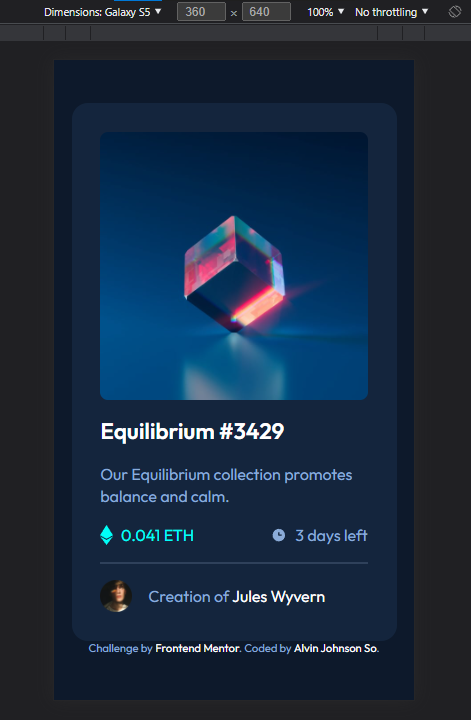 Dimensions: Galaxy S5 ▼ 360 x 640 100% ▼ No throttling ▼
Equilibrium #3429
Our Equilibrium collection promotes
balance and calm.
0.041 ETH 3 days left
Creation of Jules Wyvern
Challenge by Frontend Mentor. Coded by Alvin Johnson So.